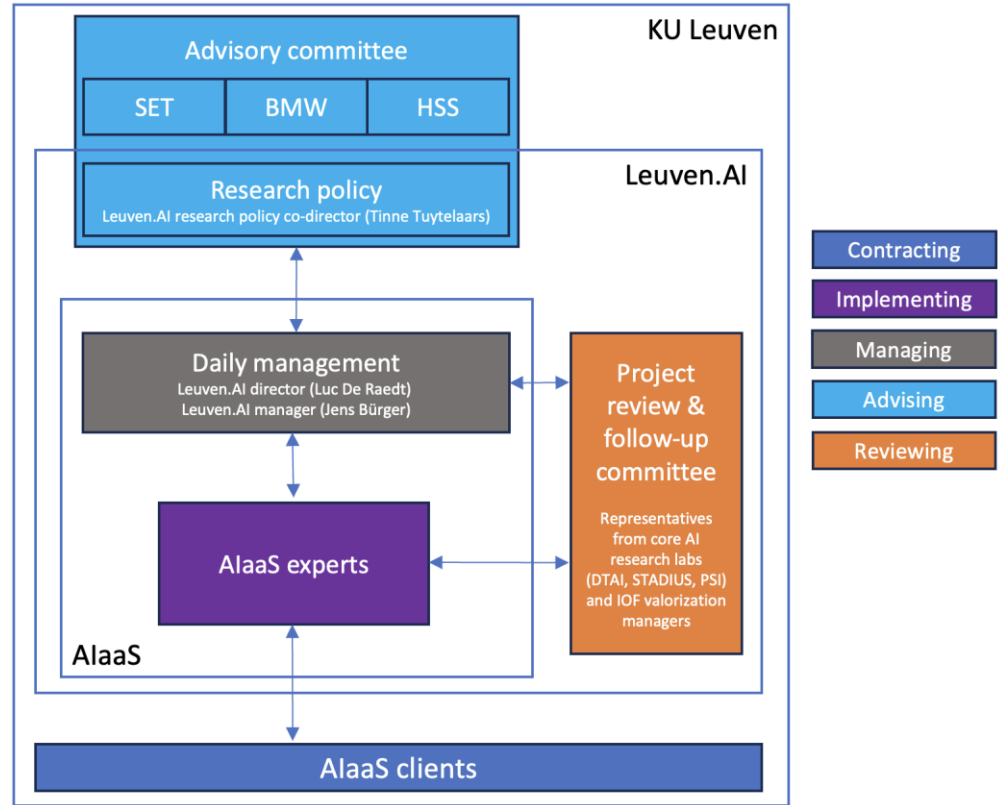 KU Leuven
Advisory committee
SET
BMW
HSS
Leuven.AI
Research policy
Leuven.AI research policy co-director (Tinne Tuytelaars)
Daily management
Leuven.AI director (Luc De Raedt)
Leuven.AI manager (Jens Bürger)
Project
review &
follow-up
committee
Representatives
from core AI
research labs
(DTAI, STADIUS, PSI)
and IOF valorization
managers
AIaaS experts
AIaaS
AIaaS clients
Contracting
Implementing
Managing
Advising
Reviewing